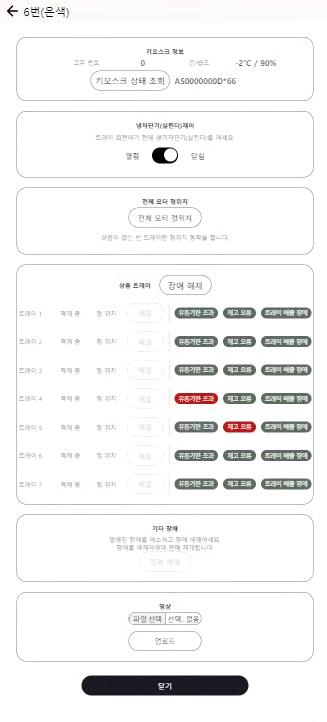 6번(은색)
키오스크 정보
고유 번호 0 온/습도 -2°C / 90%
키오스크 상태 조회 AS0000000D*66
냉차단기(실린더)제어
트레이 회전하기 전에 냉기차단기(실린더)를 여세요.
열림 닫힘
전체 모터 정위치
전체 모터 정위치
상품이 없는 빈 트레이만 정위치 동작을 합니다.
상품 트레이 장애 해제
트레이 1 적재 중 정 위치 배출 유통기한 초과 재고 오류 트레이 배출 장애
트레이 2 적재 중 정 위치 배출 유통기한 초과 재고 오류 트레이 배출 장애
트레이 3 적재 중 정 위치 배출 유통기한 초과 재고 오류 트레이 배출 장애
트레이 4 적재 중 정 위치 배출 유통기한 초과 재고 오류 트레이 배출 장애
트레이 5 적재 중 정 위치 배출 유통기한 초과 재고 오류 트레이 배출 장애
트레이 6 적재 중 정 위치 배출 유통기한 초과 재고 오류 트레이 배출 장애
트레이 7 적재 중 정 위치 배출 유통기한 초과 재고 오류 트레이 배출 장애
기타 장애
발생된 장애를 해소하고 장애 해제하세요.
장애를 해제하여야 판매 재개됩니다.
장애 해제
영상
파일 선택 선택...없음
업로드
닫기